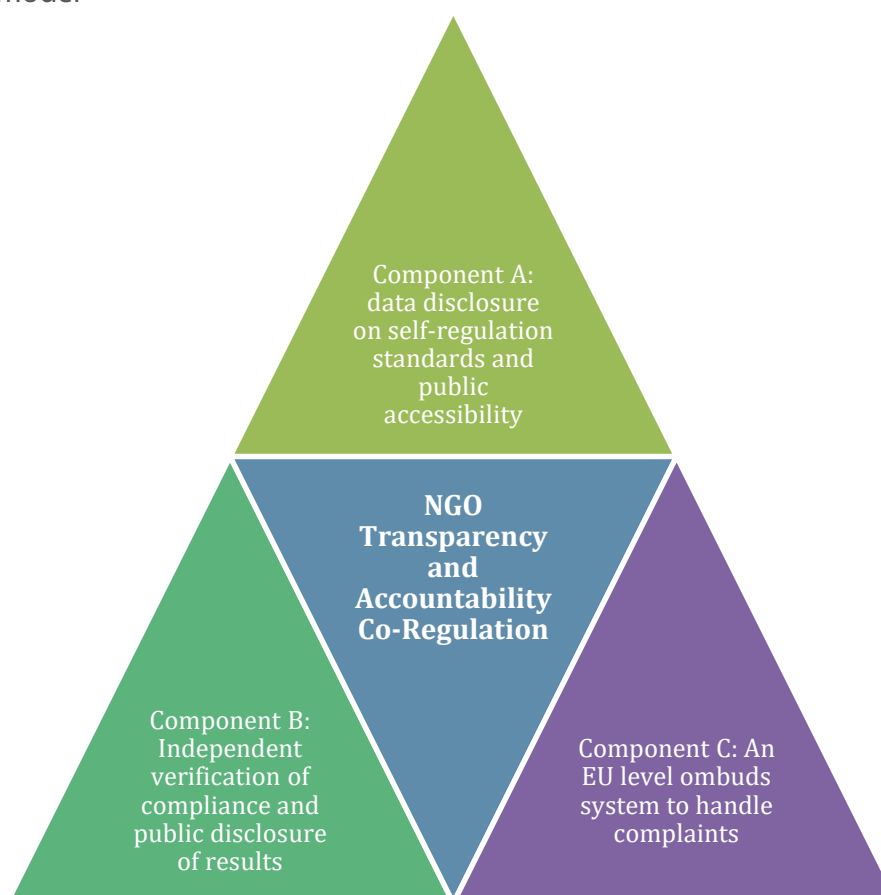 Component A:
data disclosure
on self-regulation
standards and
public
accessibility
NGO
Transparency
and
Accountability
Co-Regulation
Component B:
Independent
verification of
compliance and
public disclosure
of results
Component C: An
EU level ombuds
system to handle
complaints